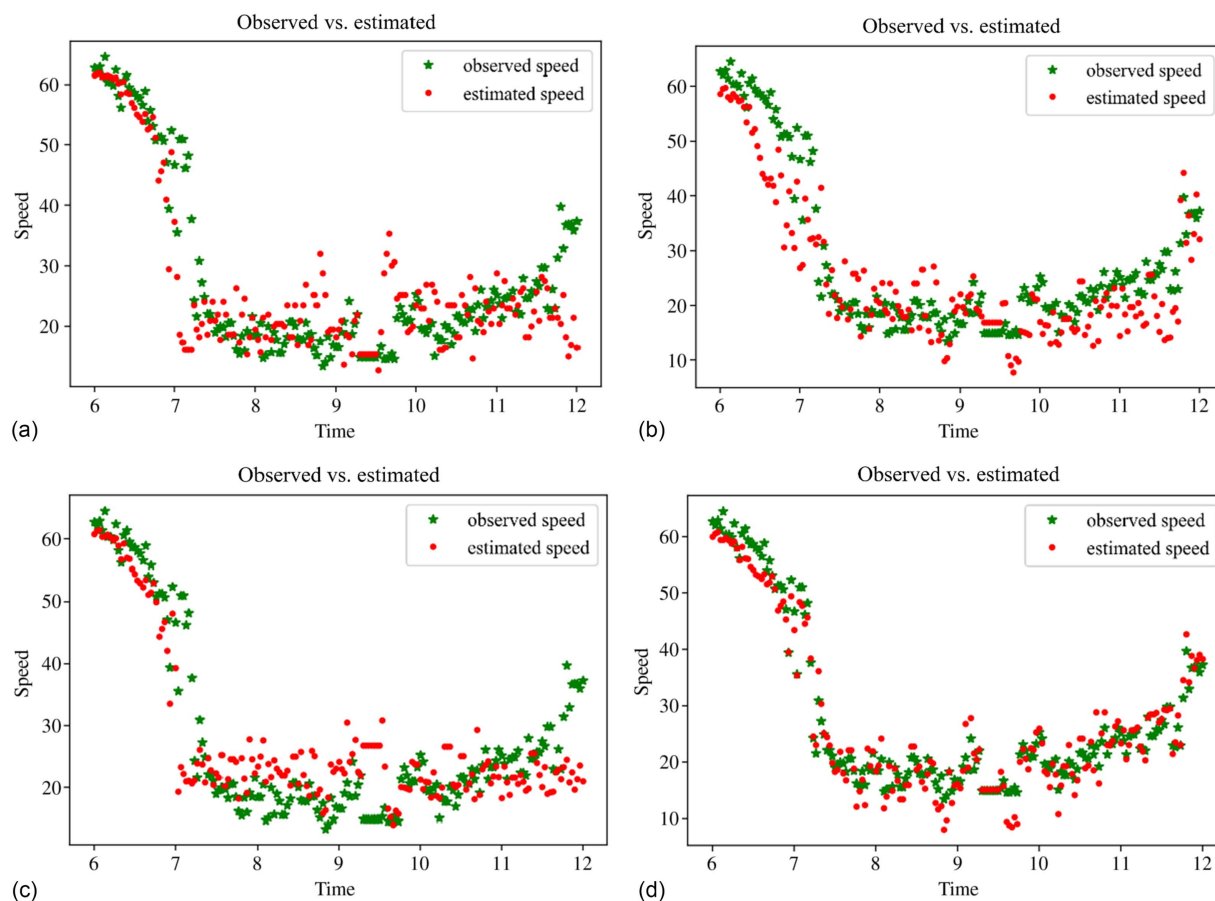 Observed vs. estimated
observed speed
estimated speed
60
50
40
30
20
Speed
6 7 8 9 10 11 12
Time
(a)
Observed vs. estimated
observed speed
estimated speed
60
50
40
30
20
10
Speed
6 7 8 9 10 11 12
Time
(b)
Observed vs. estimated
observed speed
estimated speed
60
50
40
30
20
Speed
6 7 8 9 10 11 12
Time
(c)
Observed vs. estimated
observed speed
estimated speed
60
50
40
30
20
10
Speed
6 7 8 9 10 11 12
Time
(d)